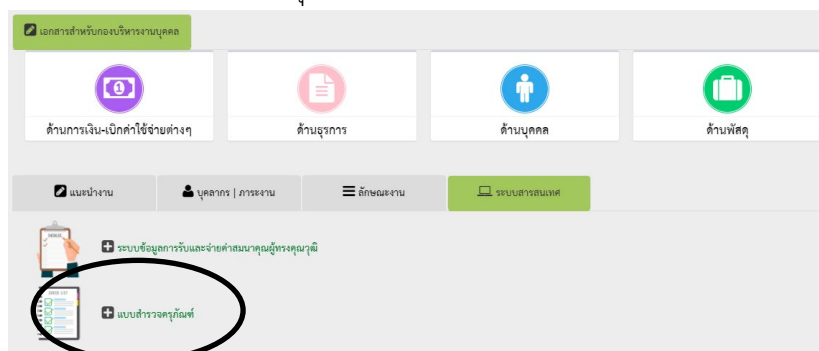 เอกสารสำหรับกองบริหารงานบุคคล
ด้านการเงิน-เบิกค่าใช้จ่ายต่างๆ
ด้านธุรการ
ด้านบุคคล
ด้านพัสดุ
แนะนำงาน
บุคลากร | ภาระงาน
ลักษณะงาน
ระบบสารสนเทศ
ระบบข้อมูลการรับและจ่ายค่าสมนาคุณผู้ทรงคุณวุฒิ
CHECK LIST
แบบสำรวจครุภัณฑ์